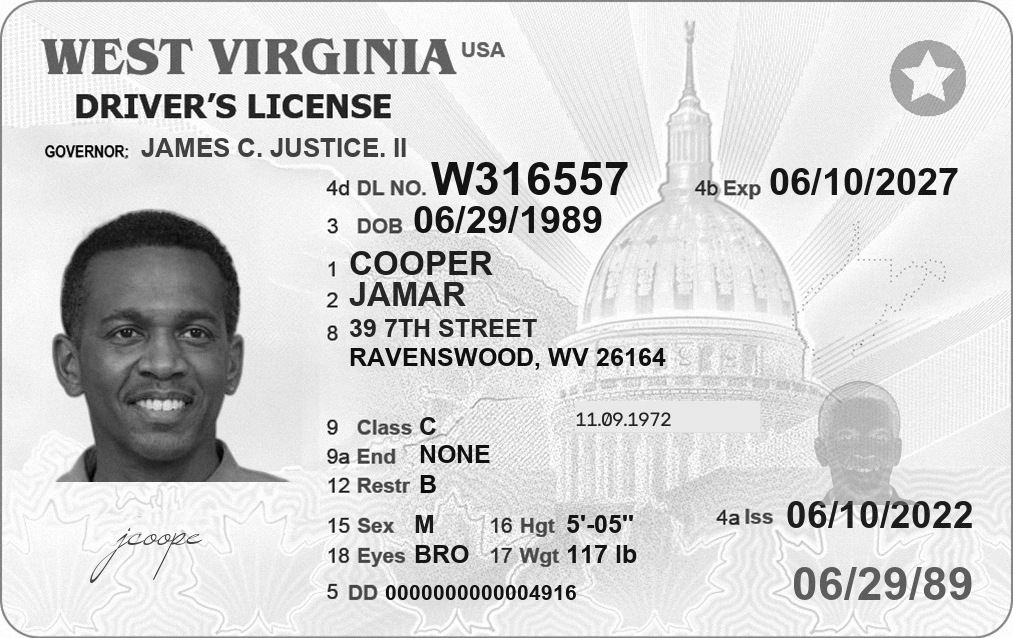 WEST VIRGINIA USA
DRIVER'S LICENSE
GOVERNOR: JAMES C. JUSTICE. II
4d DL NO. W316557 4b Exp 06/10/2027
3 DOB 06/29/1989
1 COOPER
2 JAMAR
8 39 7TH STREET
RAVENSWOOD, WV 26164
9 Class C 11.09.1972
9a End NONE
12 Restr B
15 Sex M 16 Hgt 5'-05" 4a Iss 06/10/2022
18 Eyes BRO 17 Wgt 117 lb
jcoope
5 DD 0000000000004916 06/29/89